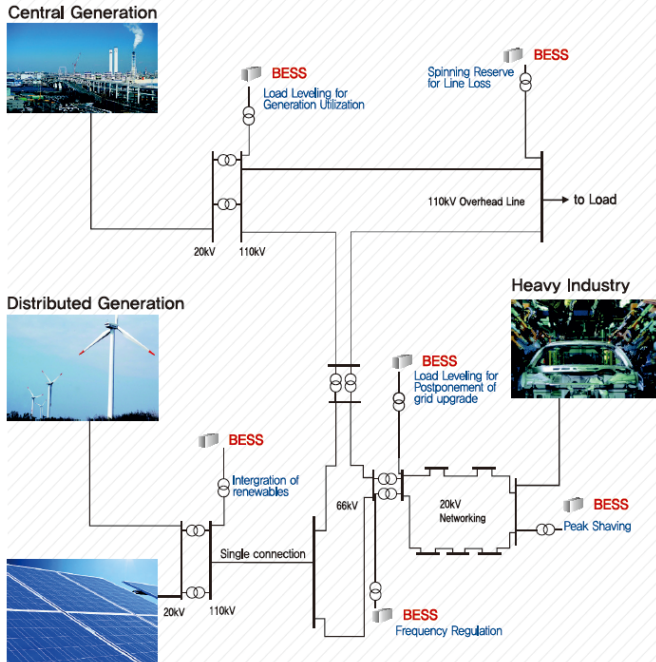 Central Generation
BESS
Load Leveling for
Generation Utilization
BESS
Spinning Reserve
for Line Loss
110kV Overhead Line
to Load
20kV
110kV
Distributed Generation
Heavy Industry
BESS
Load Leveling for
Postponement of
grid upgrade
BESS
Intergration of
renewables
66kV
20kV
Networking
BESS
Peak Shaving
Single connection
20kV
110kV
BESS
Frequency Regulation